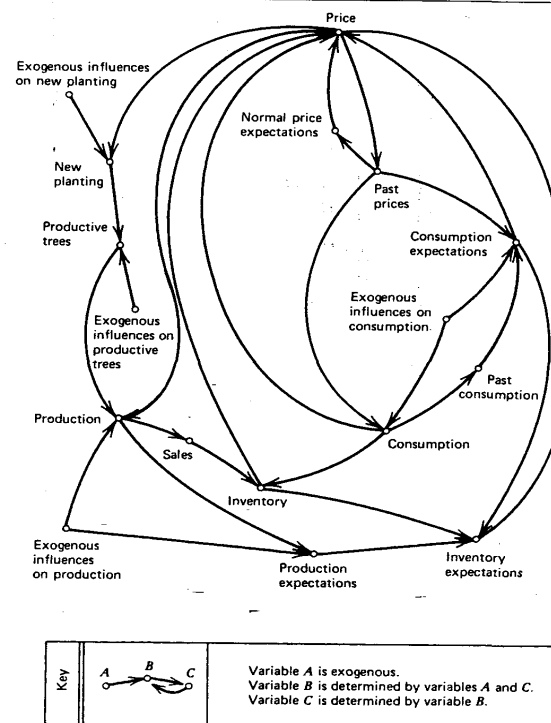 Price
Exogenous influences
on new planting
Normal price
expectations
New
planting
Past
prices
Productive
trees
Consumption
expectations
Exogenous
influences on
consumption
Exogenous
influences on
productive
trees
Past
consumption
Production
Sales
Consumption
Inventory
Exogenous
influences
on production
Production
expectations
Inventory
expectations
Key
A B C
Variable A is exogenous.
Variable B is determined by variables A and C.
Variable C is determined by variable B.